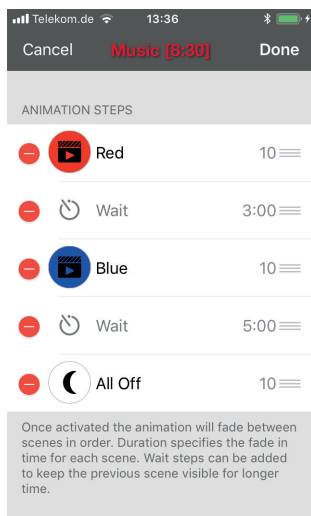 Telekom.de 13:36
Cancel Music [8:30] Done
ANIMATION STEPS
Red 10
Wait 3:00
Blue 10
Wait 5:00
All Off 10
Once activated the animation will fade between
scenes in order. Duration specifies the fade in
time for each scene. Wait steps can be added
to keep the previous scene visible for longer
time.